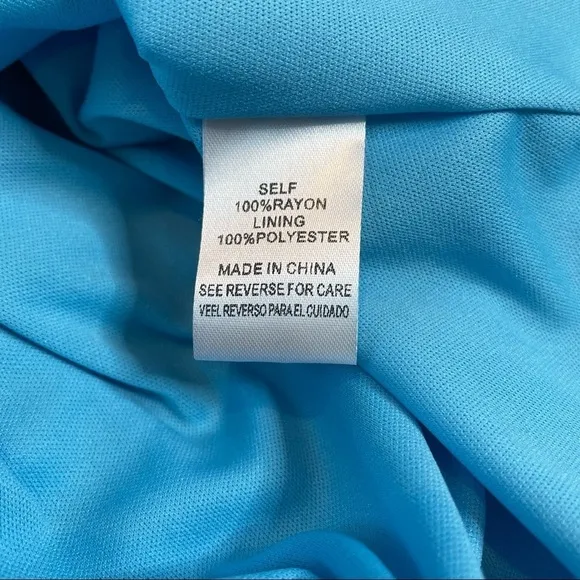 SELF
100%RAYON
LINING
100%POLYESTER
MADE IN CHINA
SEE REVERSE FOR CARE
VEEL REVERSO PARA EL CUIDADO